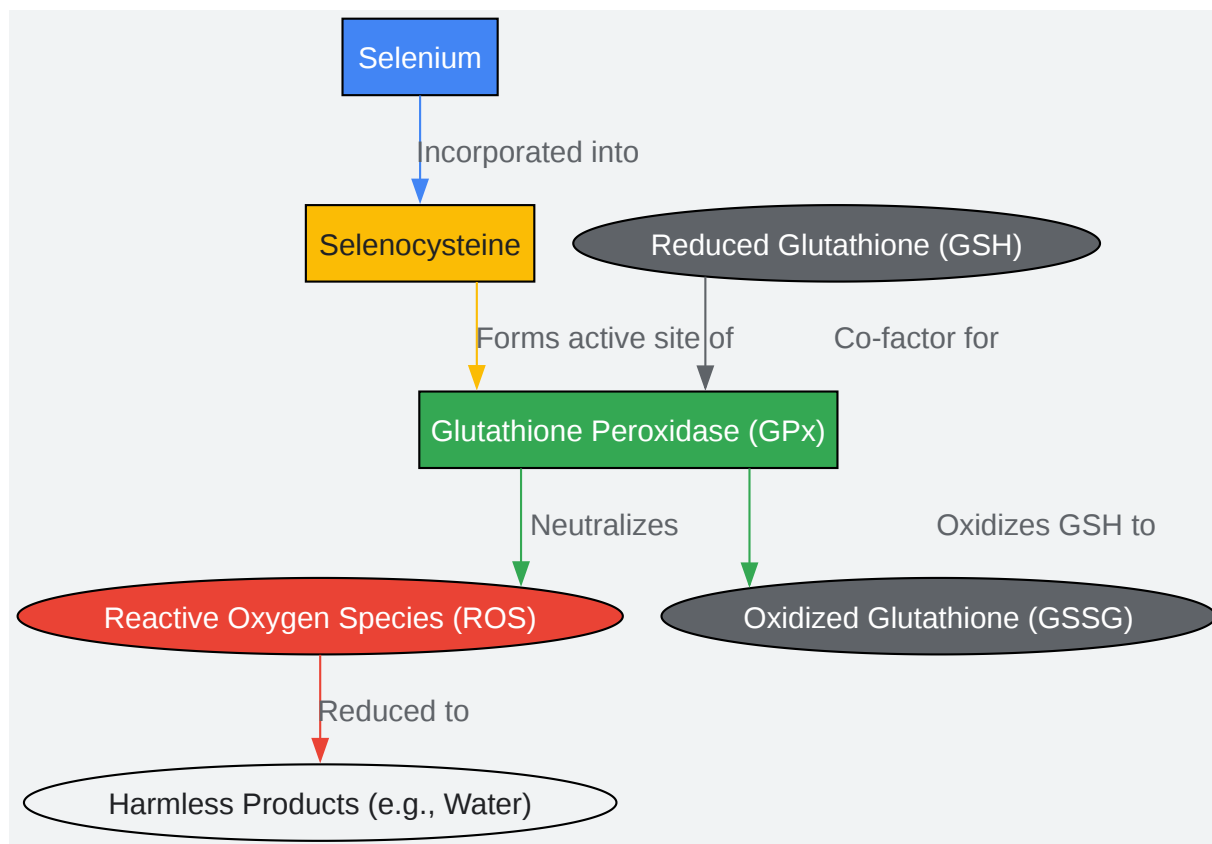 Selenium
Incorporated into
Selenocysteine
Reduced Glutathione (GSH)
Forms active site of
Co-factor for
Glutathione Peroxidase (GPx)
Neutralizes
Oxidizes GSH to
Reactive Oxygen Species (ROS)
Oxidized Glutathione (GSSG)
Reduced to
Harmless Products (e.g., Water)